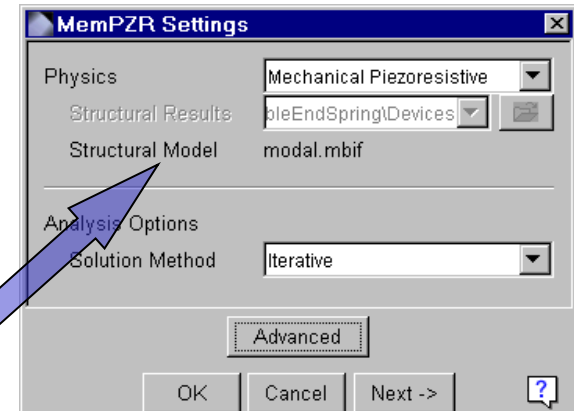 MemPZR Settings
Physics Mechanical Piezoresistive
Structural Results bleEndSpring\Devices
Structural Model modal.mbif
Analysis Options
Solution Method Iterative
Advanced
OK Cancel Next ->
?